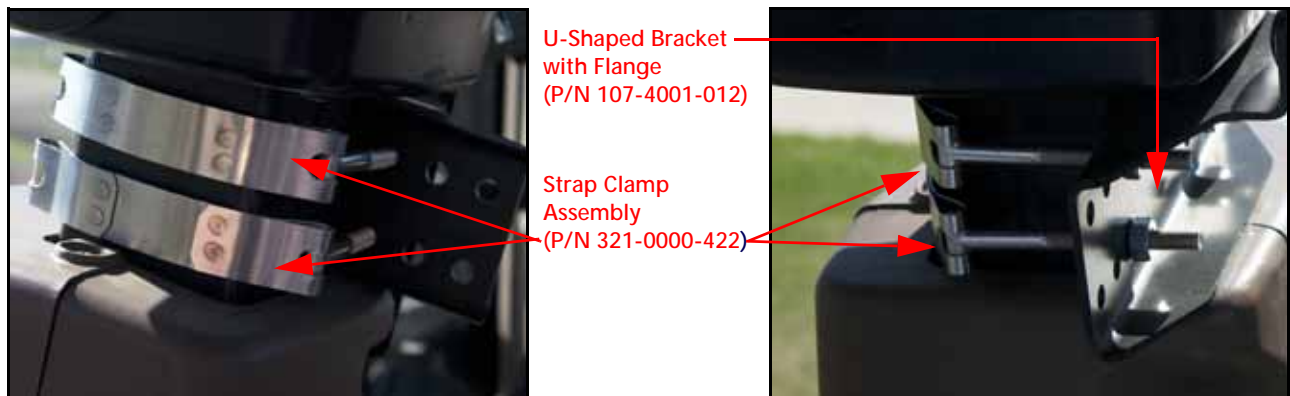 U-Shaped Bracket
with Flange
(P/N 107-4001-012)
Strap Clamp
Assembly
(P/N 321-0000-422)